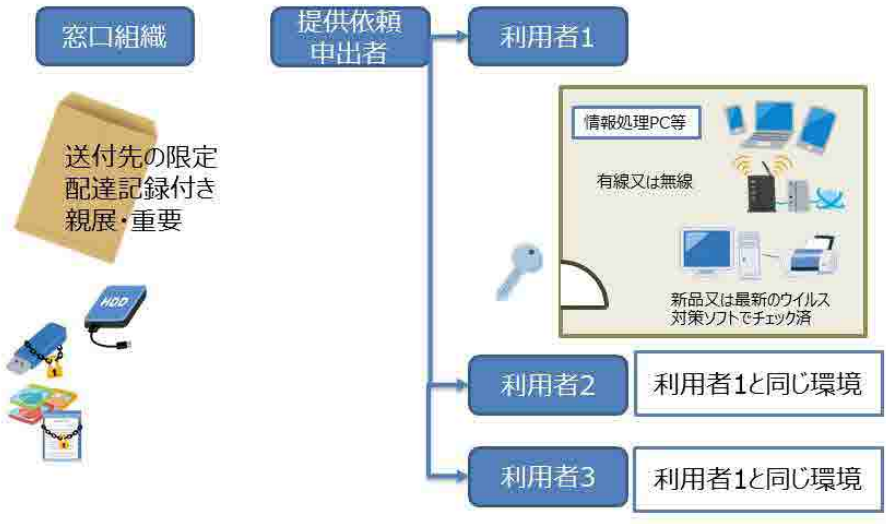 窓口組織
提供依頼
申出者
利用者1
送付先の限定
配達記録付き
親展・重要
HDD
情報処理PC等
有線又は無線
新品又は最新のウイルス
対策ソフトでチェック済
利用者2
利用者1と同じ環境
利用者3
利用者1と同じ環境